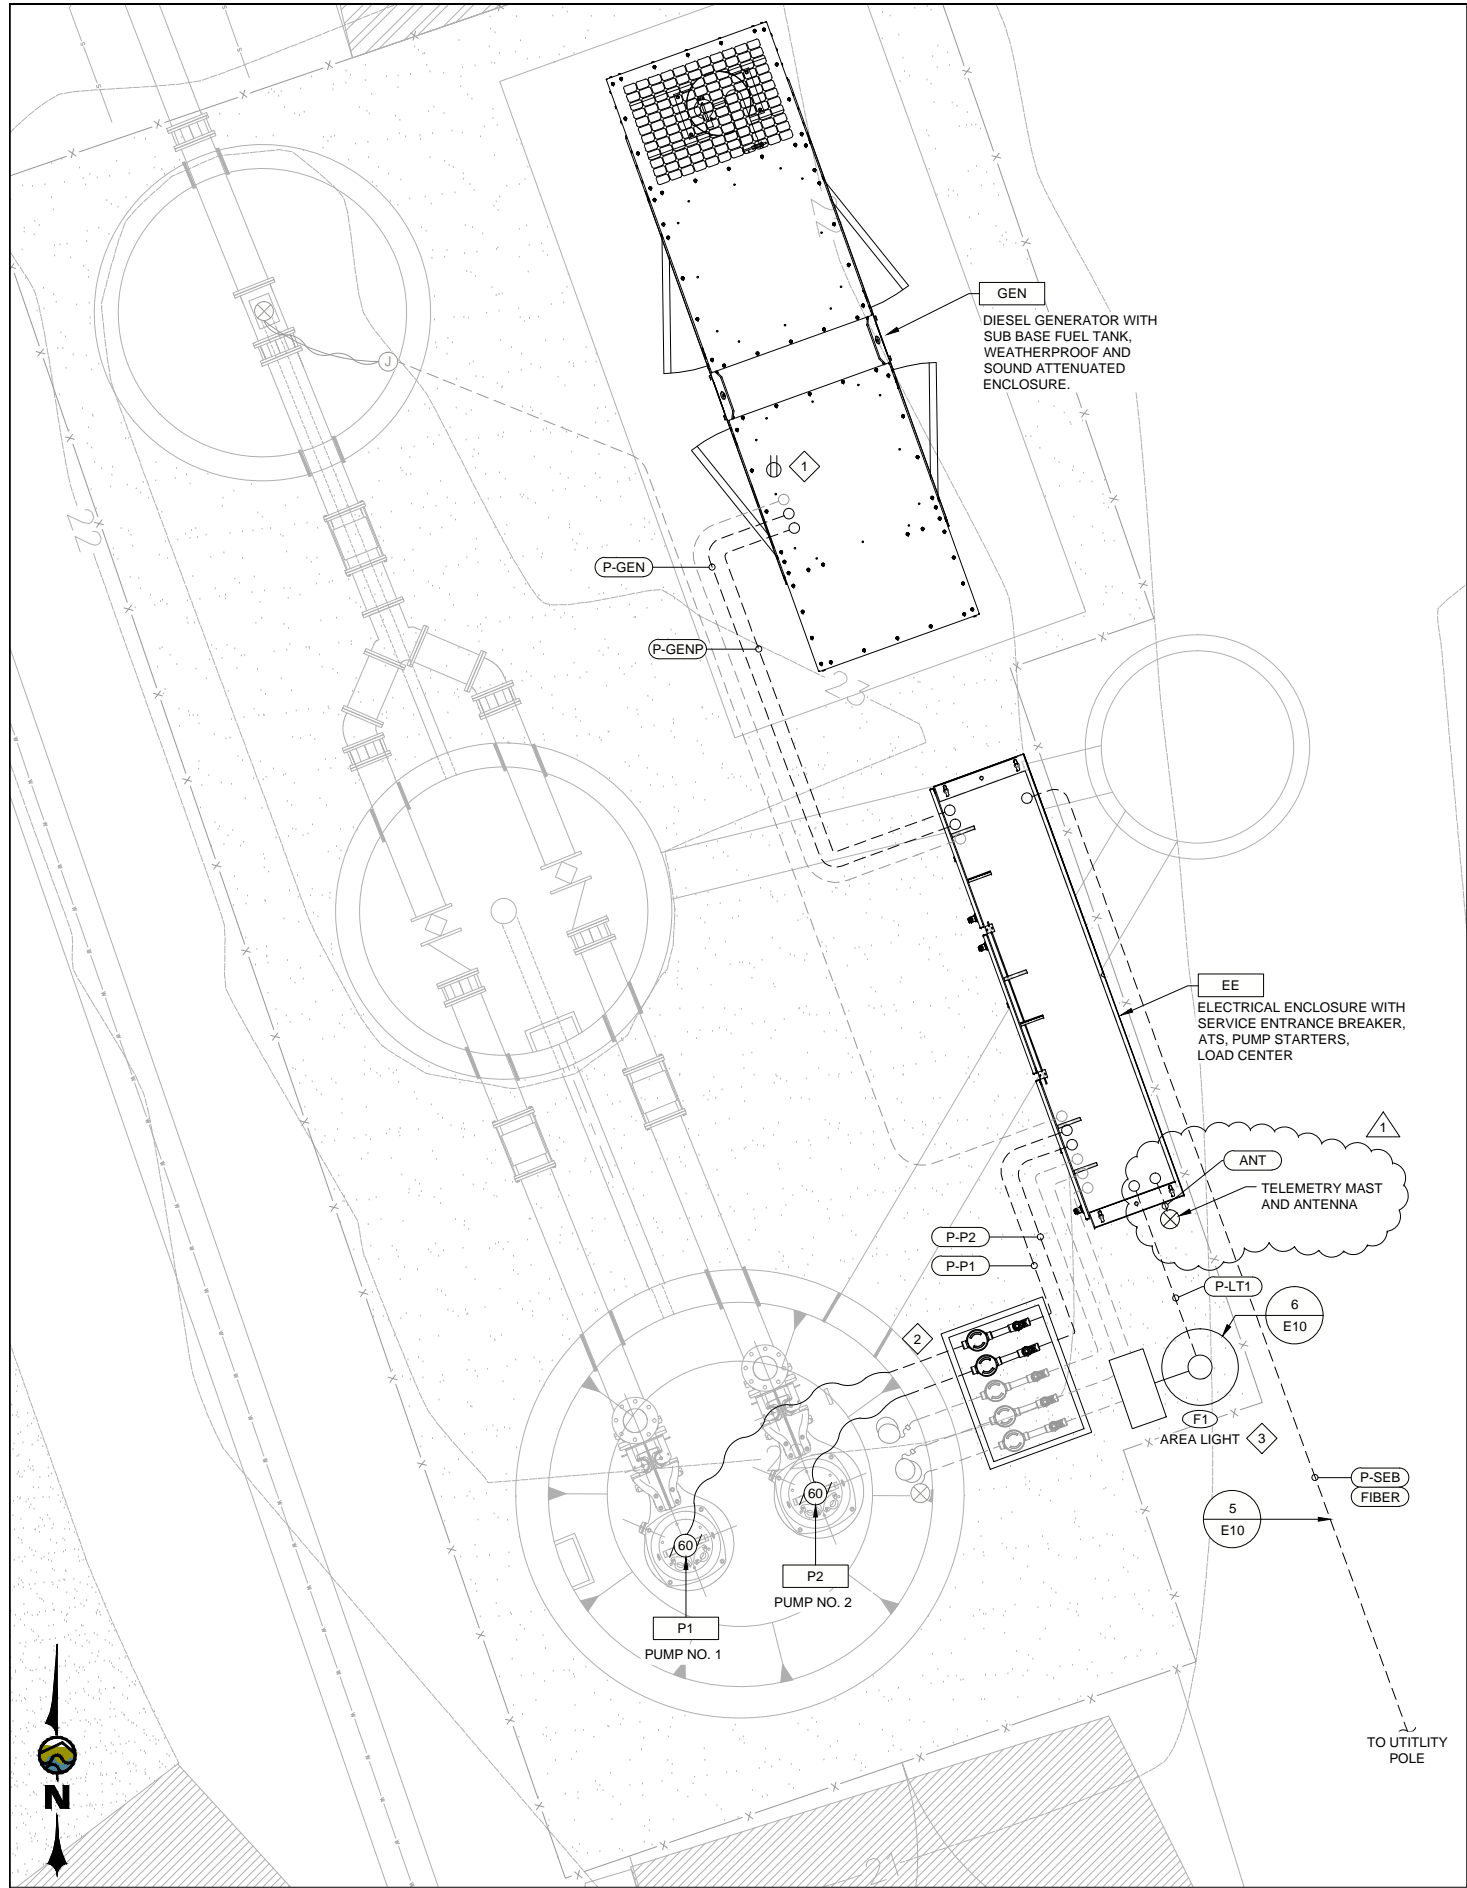 S
S
GEN
DIESEL GENERATOR WITH
SUB BASE FUEL TANK,
WEATHERPROOF AND
SOUND ATTENUATED
ENCLOSURE.
J
1
22
22
P-GEN
P-GENP
23
EE
ELECTRICAL ENCLOSURE WITH
SERVICE ENTRANCE BREAKER,
ATS, PUMP STARTERS,
LOAD CENTER
1
ANT
TELEMETRY MAST
AND ANTENNA
P-P2
P-P1
P-LT1
6
E10
2
F1
AREA LIGHT
3
P-SEB
FIBER
5
E10
60
60
P2
PUMP NO. 2
P1
PUMP NO. 1
TO UTITLITY
POLE
N
21